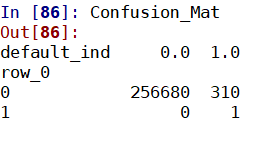 In [86]: Confusion_Mat
Out[86]:
default_ind     0.0  1.0
row_0
0            256680  310
1                 0    1